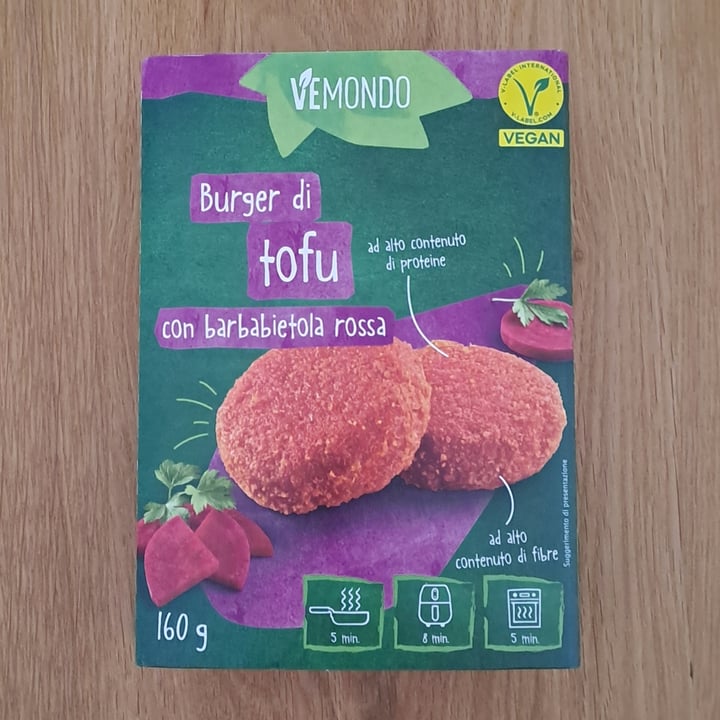 VEMONDO
V-LABEL INTERNATIONAL
V-LABEL.COM
VEGAN
Burger di
tofu
con barbabietola rossa
ad alto contenuto
di proteine
ad alto
contenuto di fibre
Suggerimento di presentazione
160 g
5 min.
8 min.
5 min.